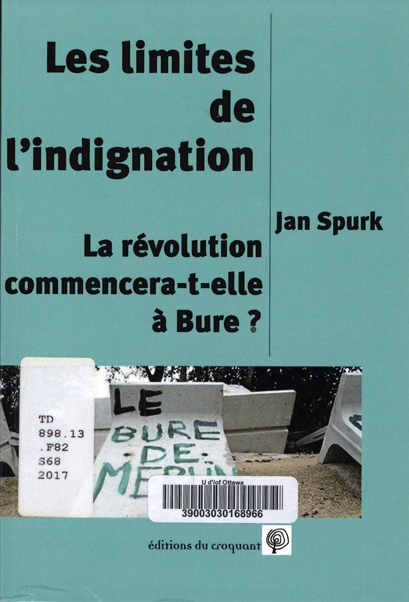 Les limites
de
l'indignation
Jan Spurk
La révolution
commencera-t-elle
à Bure ?
TD
898.13
.F82
S68
2017
LE
BURE
DE
MERLIN
U d'/of Ottawa
39003030168966
éditions du croquant